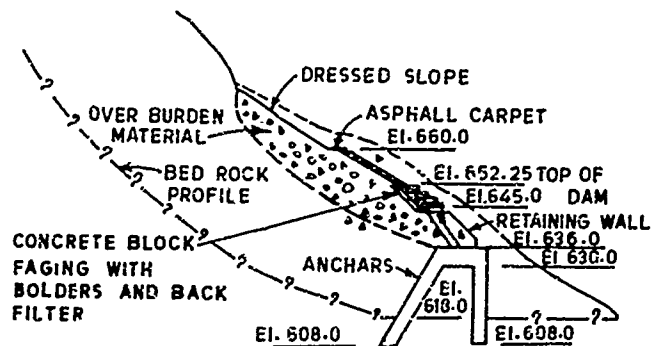 DRESSED SLOPE
OVER BURDEN
MATERIAL
ASPHALL CARPET
El. 660.0
BED ROCK
PROFILE
El. 652.25 TOP OF
El. 645.0 DAM
RETAINING WALL
El. 636.0
El. 630.0
CONCRETE BLOCK
FAGING WITH
BOLDERS AND BACK
FILTER
ANCHARS
El.
618.0
El. 608.0
El. 608.0
? ? ? ? ? ? ? ? ? ?